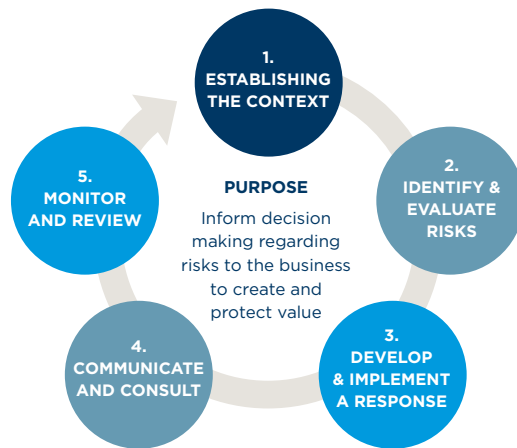 1.
ESTABLISHING
THE CONTEXT
2.
IDENTIFY &
EVALUATE
RISKS
3.
DEVELOP
& IMPLEMENT
A RESPONSE
4.
COMMUNICATE
AND CONSULT
5.
MONITOR
AND REVIEW
PURPOSE
Inform decision
making regarding
risks to the business
to create and
protect value